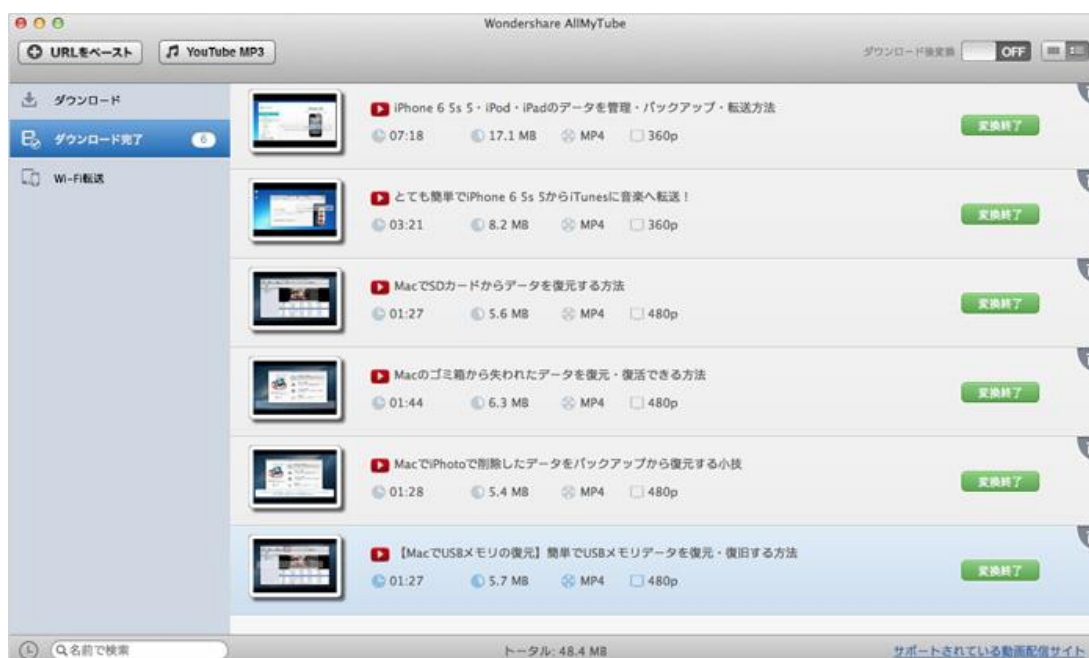 Wondershare AllMyTube
URLをペースト
YouTube MP3
ダウンロード後変換
OFF
ダウンロード
ダウンロード完了
6
Wi-Fi転送
iPhone 6 5s 5・iPod・iPadのデータを管理・バックアップ・転送方法
07:18 17.1 MB MP4 360p
変換終了
とても簡単でiPhone 6 5s 5からiTunesに音楽へ転送！
03:21 8.2 MB MP4 360p
変換終了
MacでSDカードからデータを復元する方法
01:27 5.6 MB MP4 480p
変換終了
Macのゴミ箱から失われたデータを復元・復活できる方法
01:44 6.3 MB MP4 480p
変換終了
MacでiPhotoで削除したデータをバックアップから復元する小技
01:28 5.4 MB MP4 480p
変換終了
【MacでUSBメモリの復元】簡単でUSBメモリデータを復元・復旧する方法
01:27 5.7 MB MP4 480p
変換終了
名前で検索
トータル: 48.4 MB
サポートされている動画配信サイト